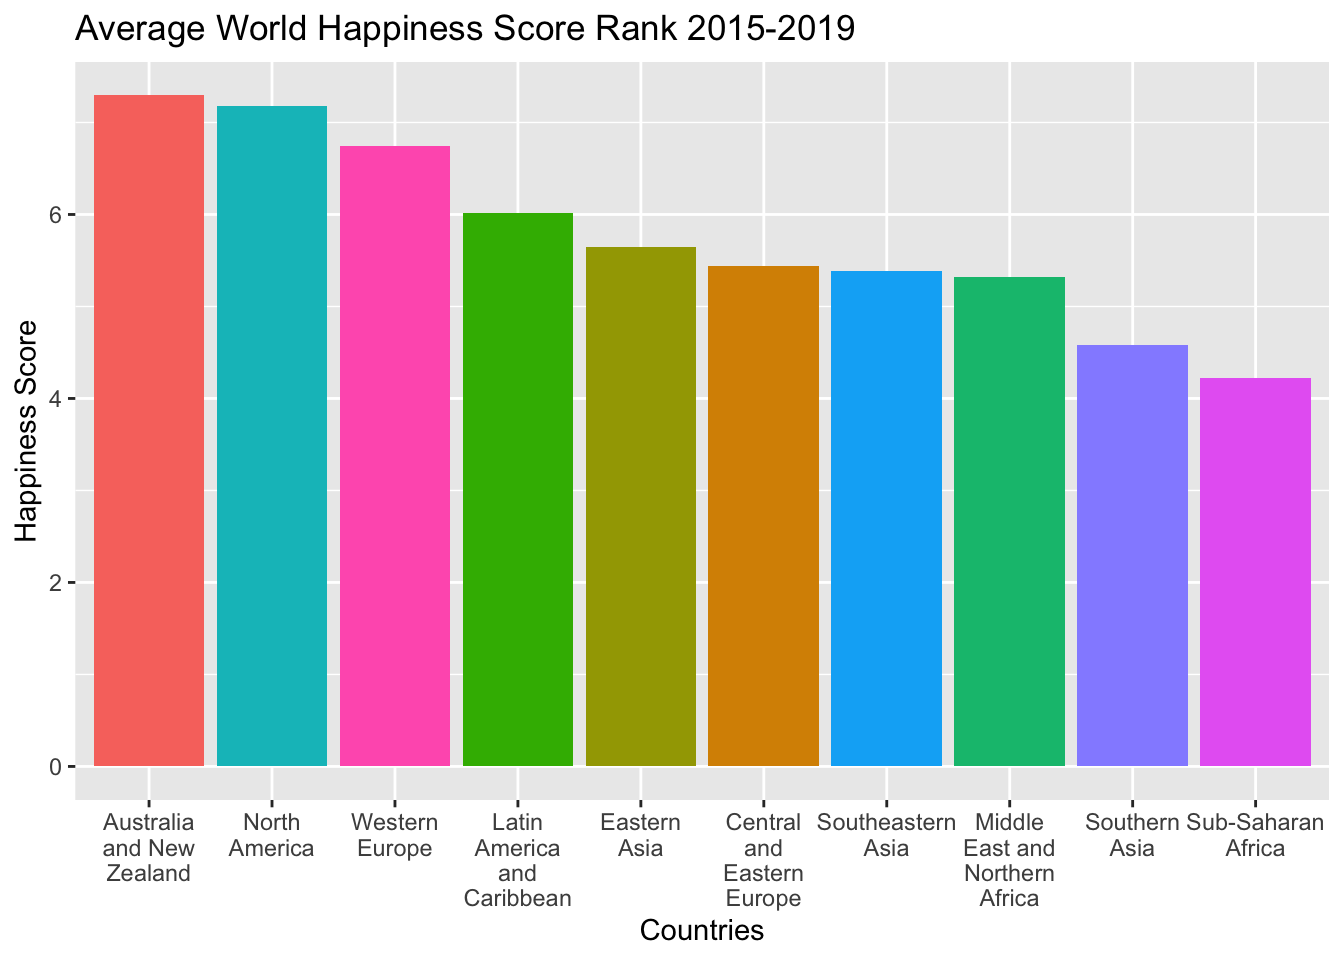 Average World Happiness Score Rank 2015-2019
Happiness Score
6
4
2
0
Australia
and New
Zealand
North
America
Western
Europe
Latin
America
and
Caribbean
Eastern
Asia
Central
and
Eastern
Europe
Southeastern
Asia
Middle
East and
Northern
Africa
Southern
Asia
Sub-Saharan
Africa
Countries